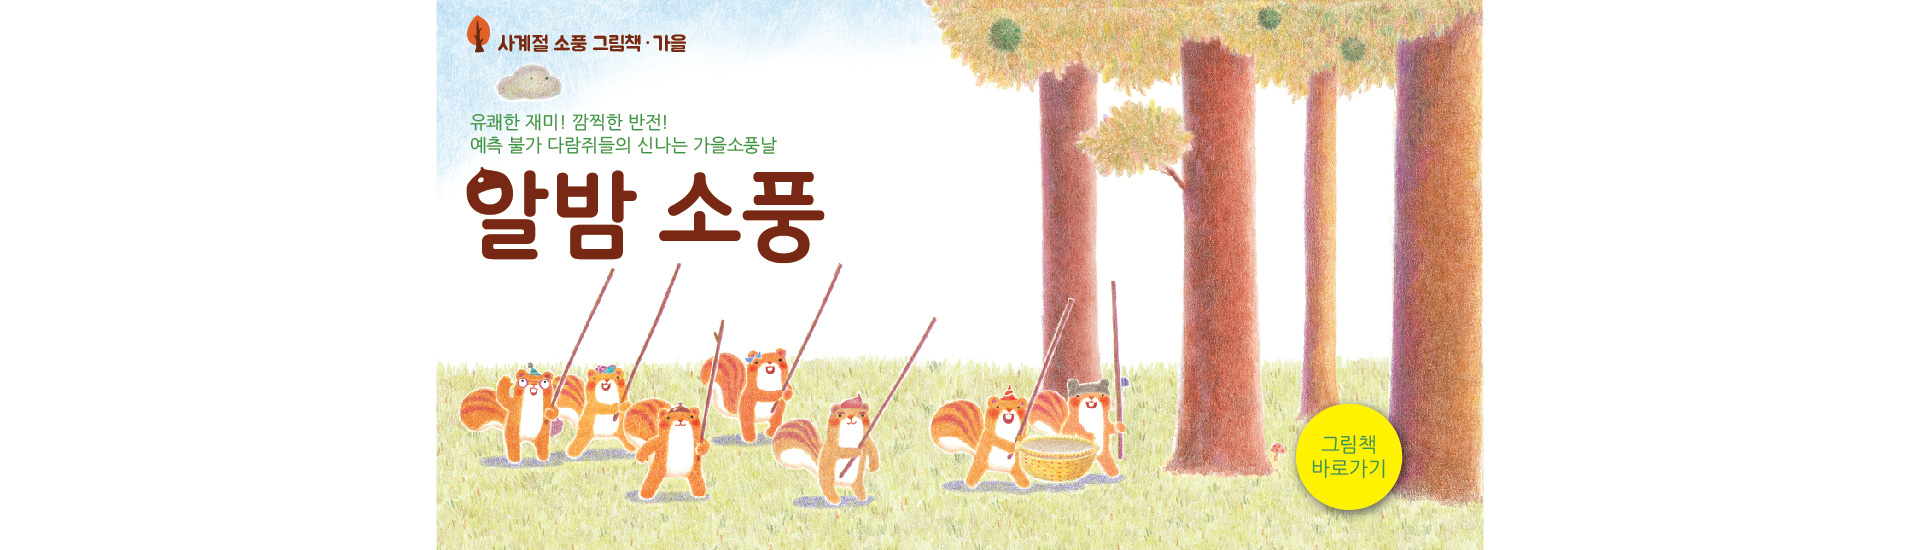 사계절 소풍 그림책 · 가을
유쾌한 재미! 깜찍한 반전!
예측 불가 다람쥐들의 신나는 가을소풍날
알밤 소풍
그림책
바로가기